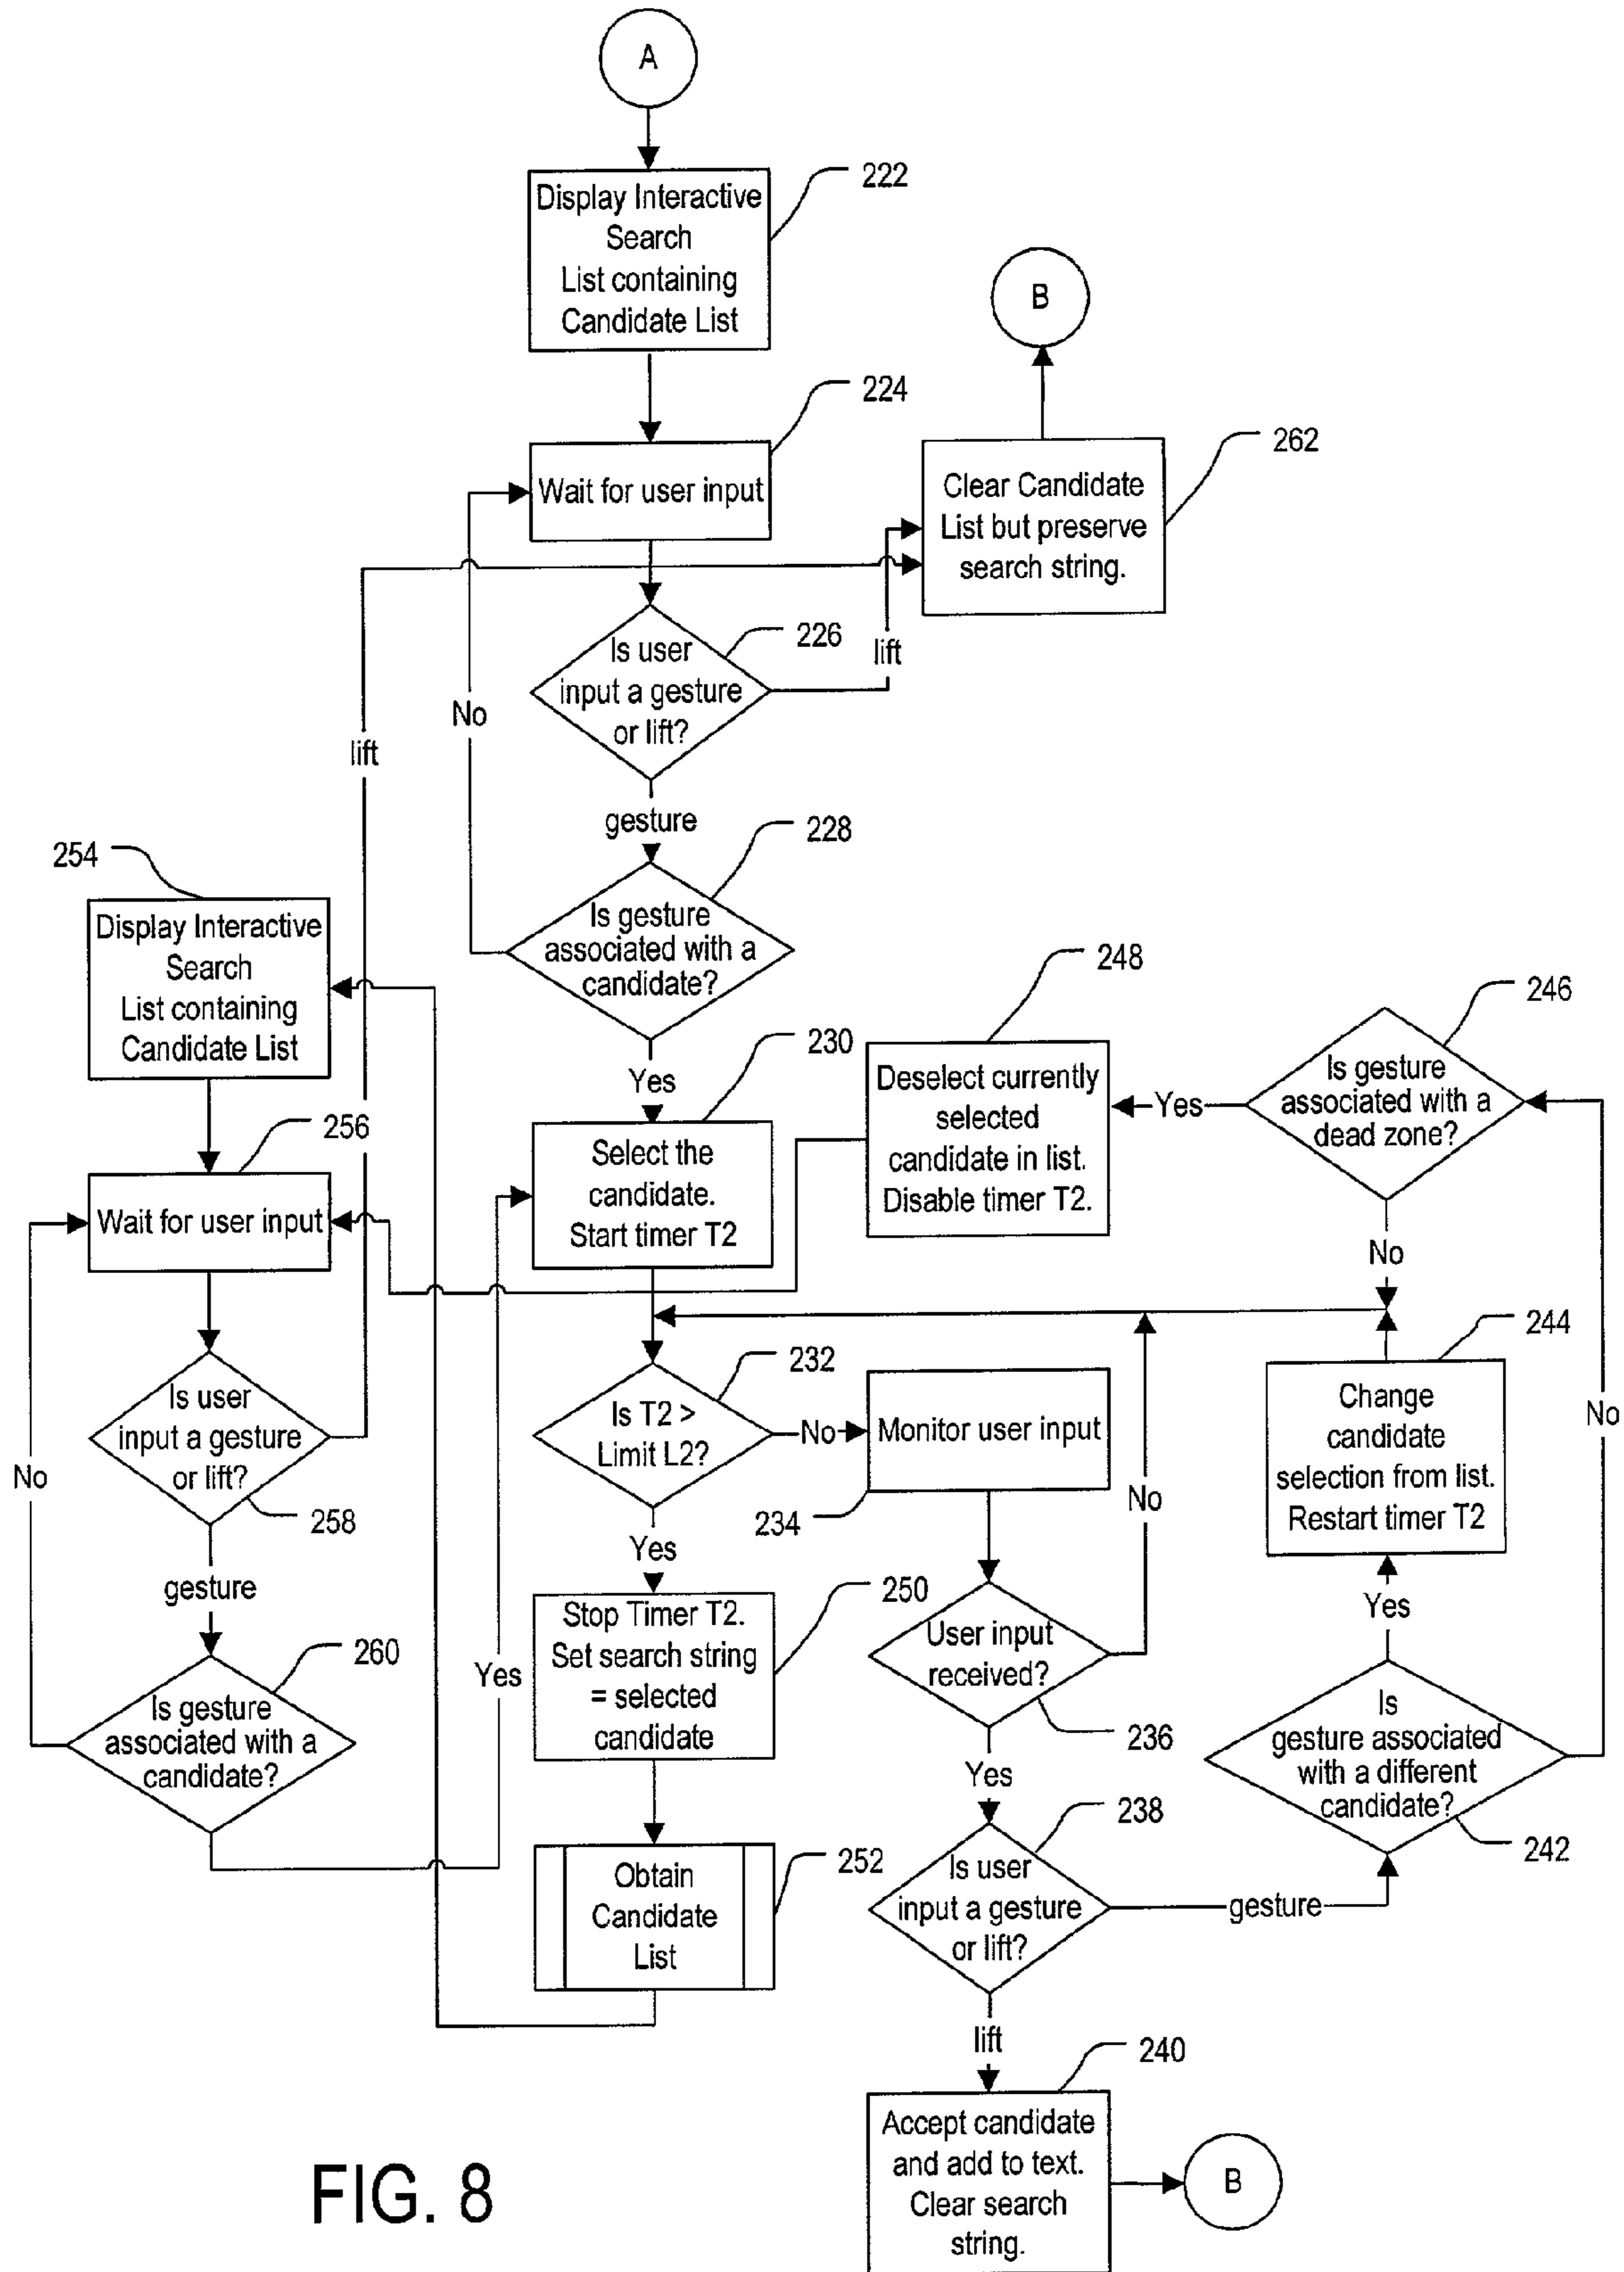 A
222
Display Interactive
Search
List containing
Candidate List
B
224
Wait for user input
262
Clear Candidate
List but preserve
search string.
226
Is user
input a gesture
or lift?
lift
No
lift
gesture
228
Is gesture
associated with a
candidate?
254
Display Interactive
Search
List containing
Candidate List
Yes
230
Select the
candidate.
Start timer T2
248
Deselect currently
selected
candidate in list.
Disable timer T2.
Yes
246
Is gesture
associated with a
dead zone?
No
256
Wait for user input
244
Change
candidate
selection from list.
Restart timer T2
No
232
Is T2 >
Limit L2?
No
Monitor user input
234
No
Is user
input a gesture
or lift?
258
No
gesture
Yes
250
Stop Timer T2.
Set search string
= selected
candidate
User input
received?
236
Yes
Yes
260
Is gesture
associated with a
candidate?
Yes
Is
gesture associated
with a different
candidate?
242
238
Is user
input a gesture
or lift?
gesture
252
Obtain
Candidate
List
lift
240
Accept candidate
and add to text.
Clear search
string.
B
FIG. 8